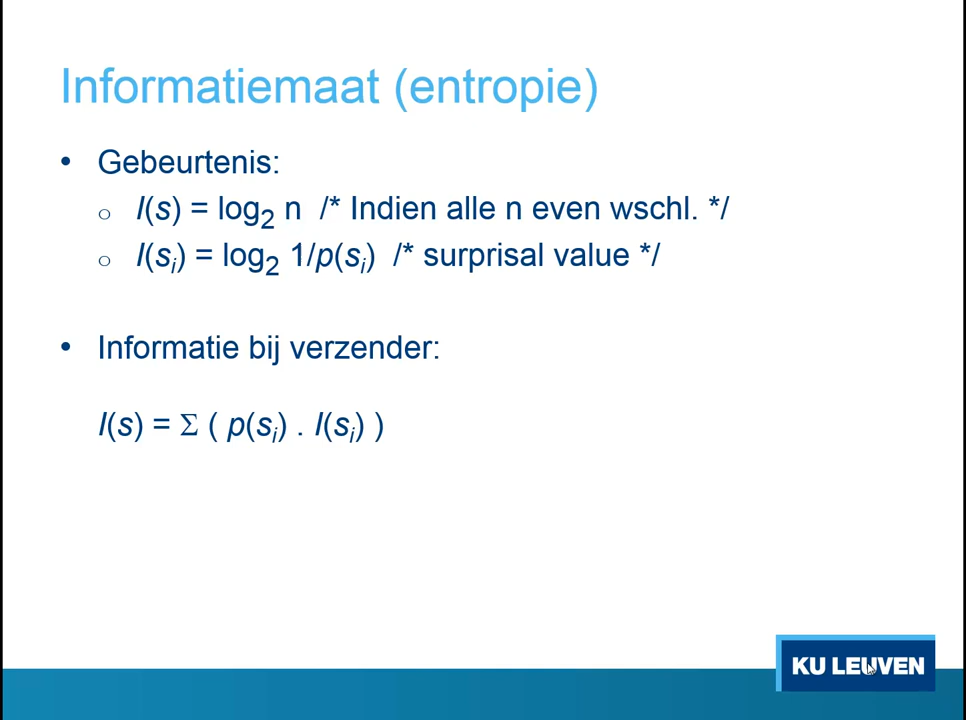 Informatiemaat (entropie)
• Gebeurtenis:
○ I(s) = log₂ n /* Indien alle n even wschl. */
○ I(sᵢ) = log₂ 1/p(sᵢ) /* surprisal value */
• Informatie bij verzender:
I(s) = Σ ( p(sᵢ) . I(sᵢ) )
KU LEUVEN